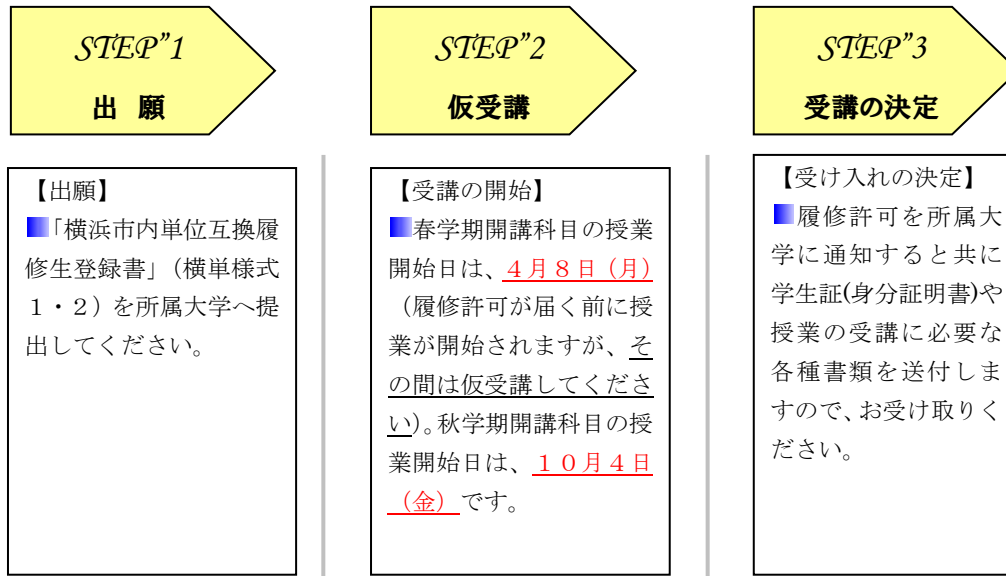 STEP”1
出 願
【出願】
「横浜市内単位互換履
修生登録書」（横単様式
１・２）を所属大学へ提
出してください。
STEP”2
仮受講
【受講の開始】
春学期開講科目の授業
開始日は、４月８日（月）
（履修許可が届く前に授
業が開始されますが、そ
の間は仮受講してくださ
い)。秋学期開講科目の授
業開始日は、１０月４日
（金）です。
STEP”3
受講の決定
【受け入れの決定】
履修許可を所属大
学に通知すると共に
学生証(身分証明書)や
授業の受講に必要な
各種書類を送付しま
すので、お受け取りく
ださい。